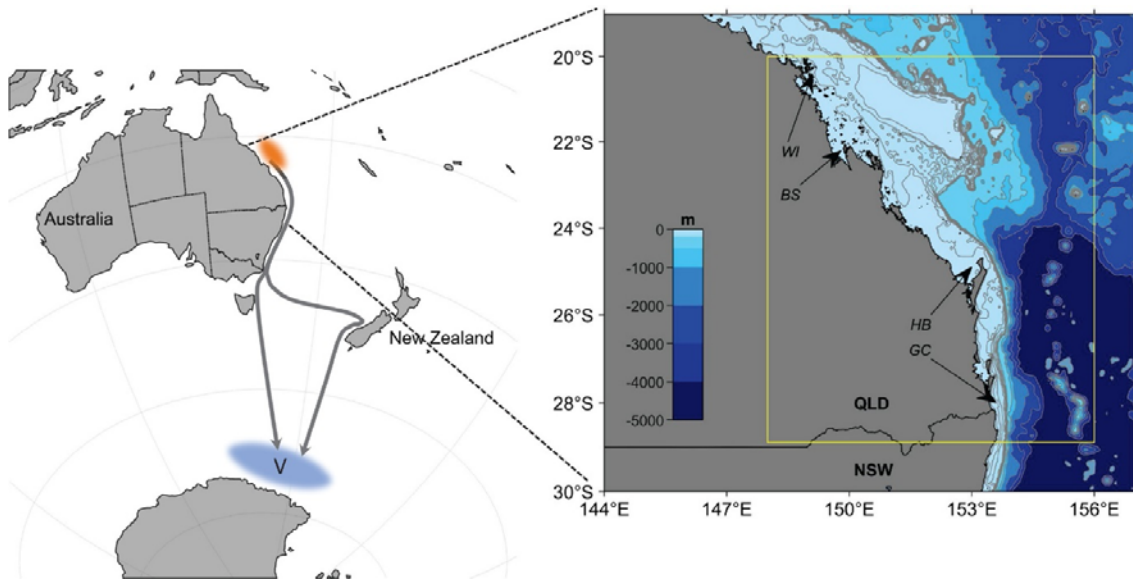 Australia
New Zealand
V
20°S
22°S
24°S
26°S
28°S
30°S
144°E
147°E
150°E
153°E
156°E
WI
BS
HB
GC
QLD
NSW
m
0
-1000
-2000
-3000
-4000
-5000